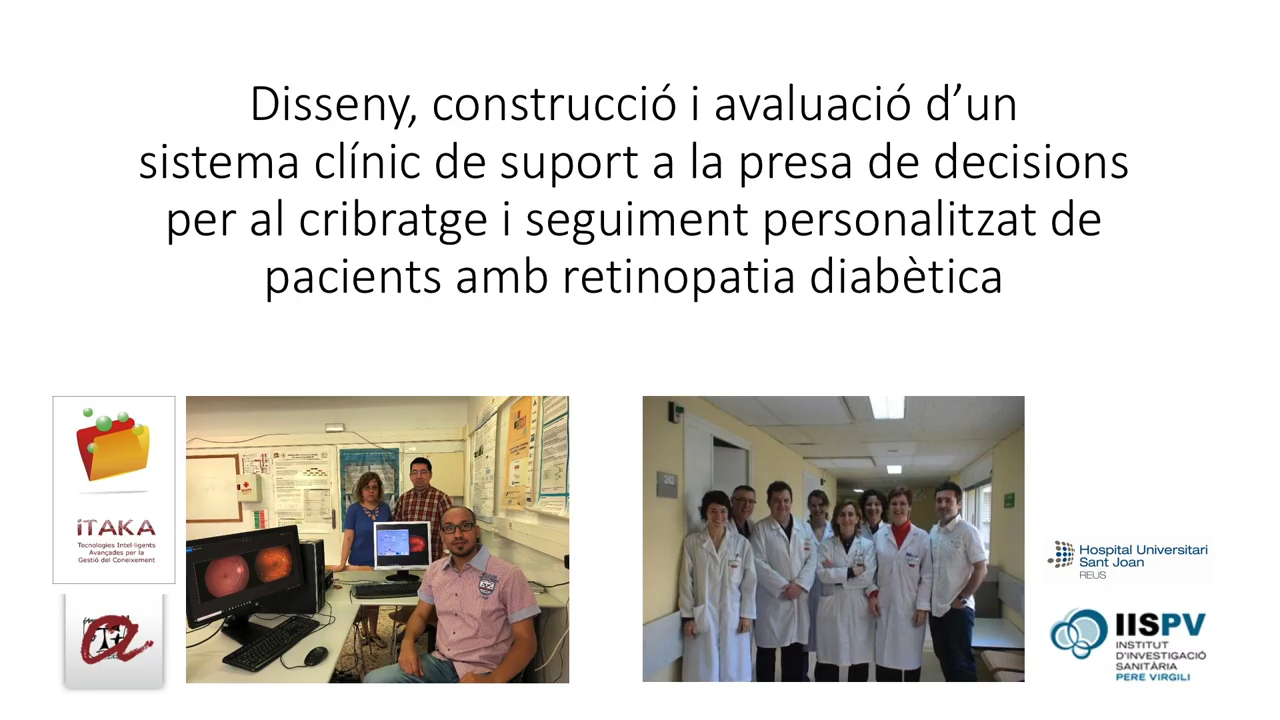 Disseny, construcció i avaluació d’un
sistema clínic de suport a la presa de decisions
per al cribratge i seguiment personalitzat de
pacients amb retinopatia diabètica
iTAKA
Tecnologies Intel·ligents
Avançades per la
Gestió del Coneixement
Hospital Universitari
Sant Joan
REUS
IISPV
INSTITUT
D'INVESTIGACIÓ
SANITÀRIA
PERE VIRGILI